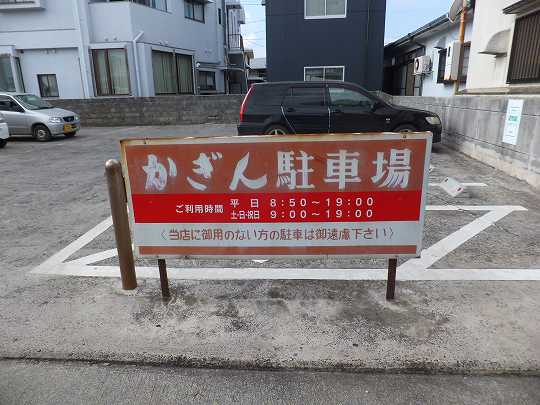 かぎん駐車場
ご利用時間 平日 8:50～19:00
土・日・祝日 9:00～19:00
〈当店に御用のない方の駐車は御遠慮下さい〉